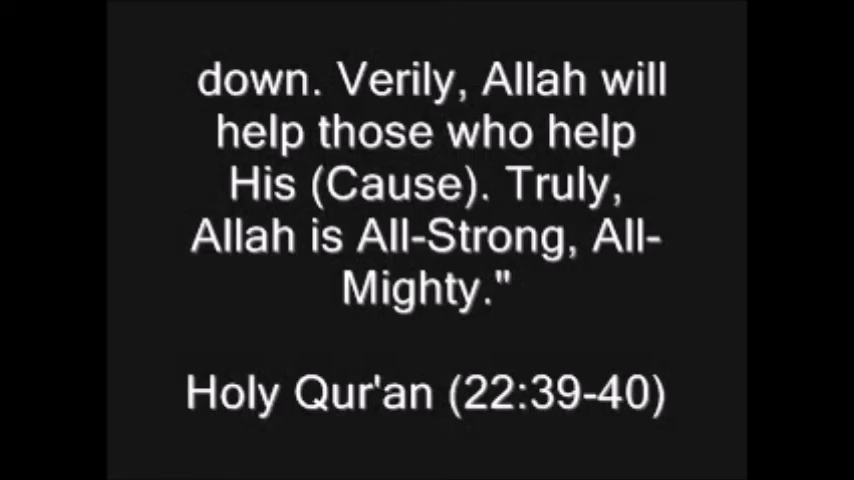 down. Verily, Allah will
help those who help
His (Cause). Truly,
Allah is All-Strong, All-
Mighty."
Holy Qur'an (22:39-40)